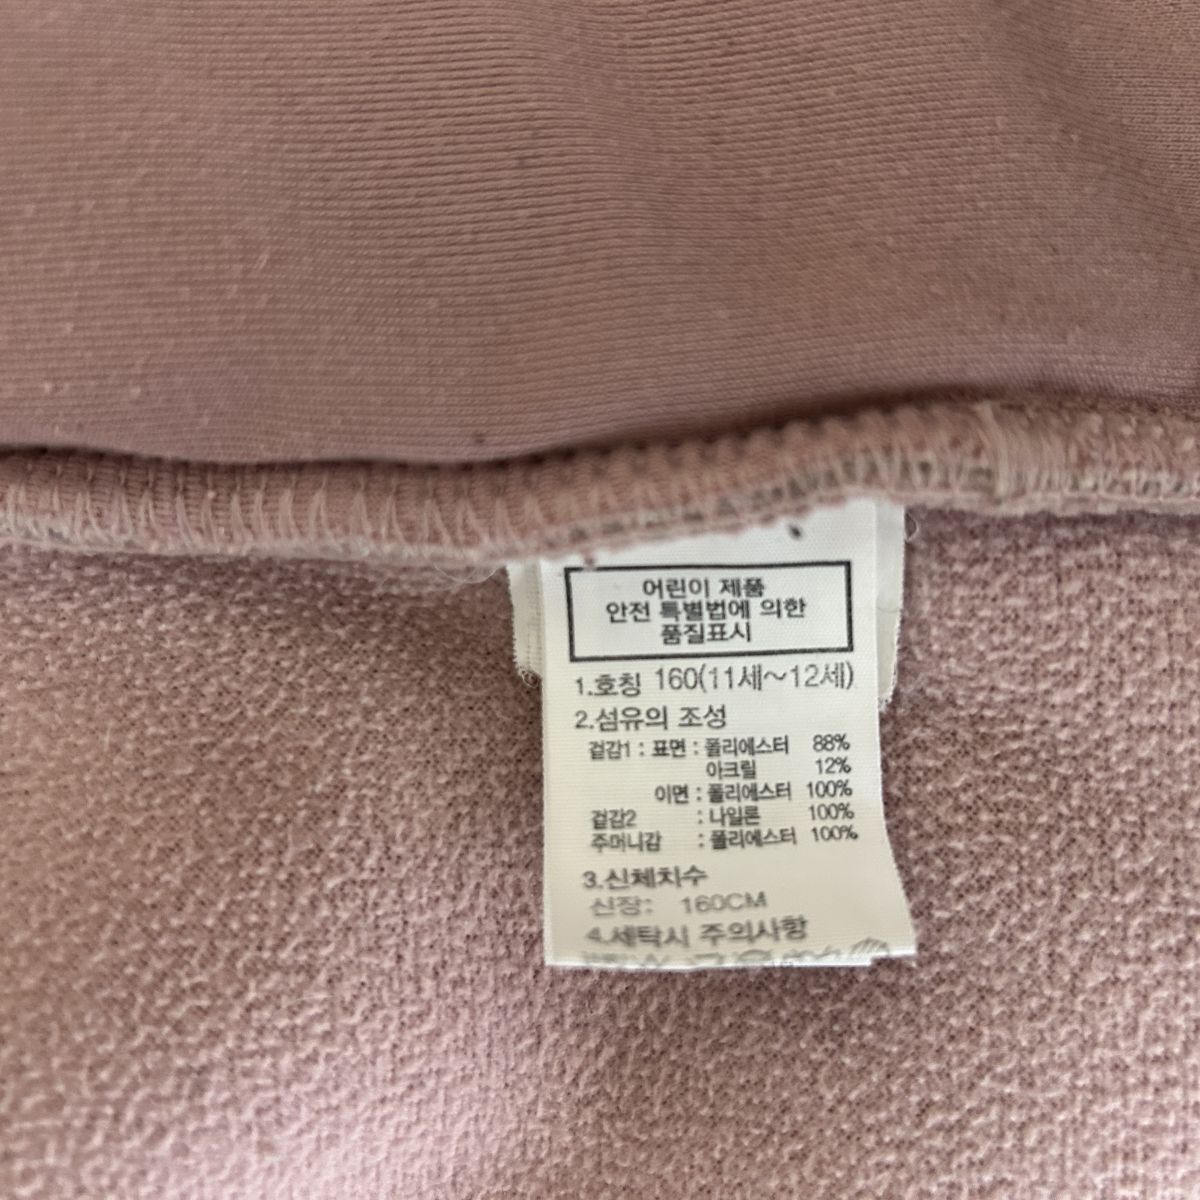 어린이 제품
안전 특별법에 의한
품질표시
1.호칭 160(11세~12세)
2.섬유의 조성
겉감1 : 표면 : 폴리에스터 88%
아크릴 12%
이면 : 폴리에스터 100%
겉감2 : 나일론 100%
주머니감 : 폴리에스터 100%
3.신체치수
신장: 160CM
4.세탁시 주의사항